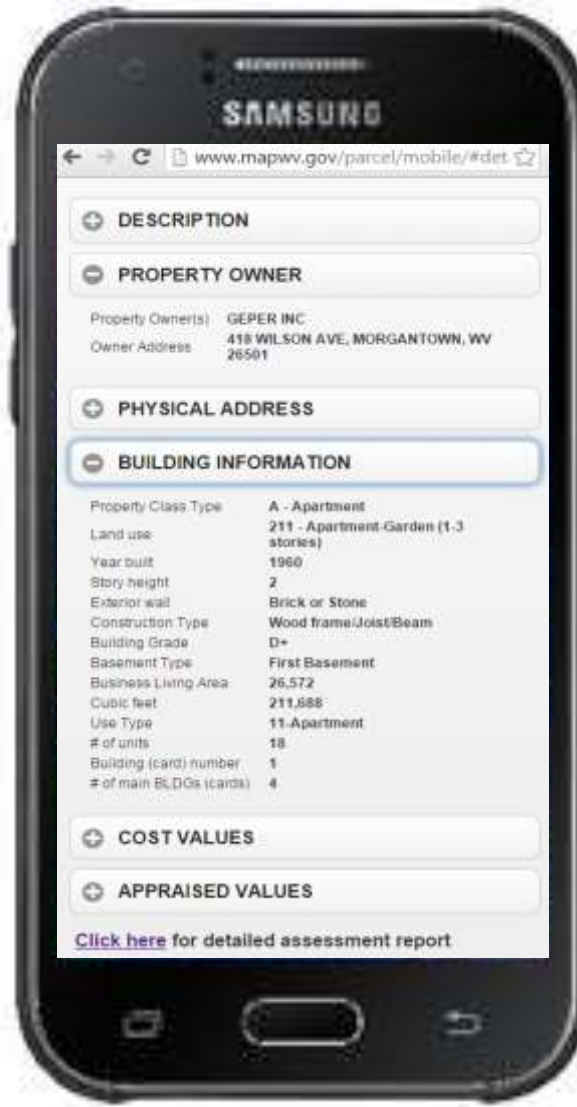 SAMSUNG
www.mapwv.gov/parcel/mobile/#det
DESCRIPTION
PROPERTY OWNER
Property Owner(s) GEPER INC
Owner Address 418 WILSON AVE, MORGANTOWN, WV
26501
PHYSICAL ADDRESS
BUILDING INFORMATION
Property Class Type A - Apartment
Land use 211 - Apartment-Garden (1-3
stories)
Year built 1960
Story height 2
Exterior wall Brick or Stone
Construction Type Wood frame/Joist/Beam
Building Grade D+
Basement Type First Basement
Business Living Area 26,572
Cubic feet 211,688
Use Type 11-Apartment
# of units 18
Building (card) number 1
# of main BLDGs (cards) 4
COST VALUES
APPRAISED VALUES
Click here for detailed assessment report